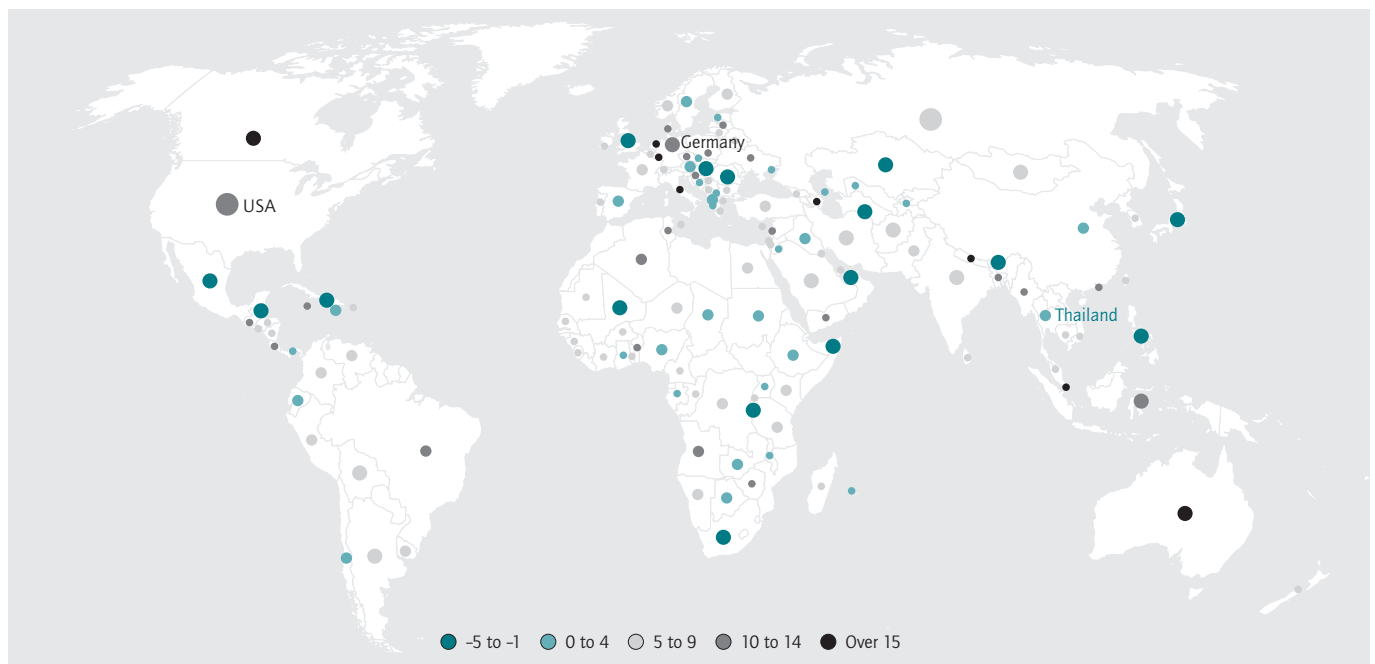 Germany
USA
Thailand
–5 to –1 0 to 4 5 to 9 10 to 14 Over 15